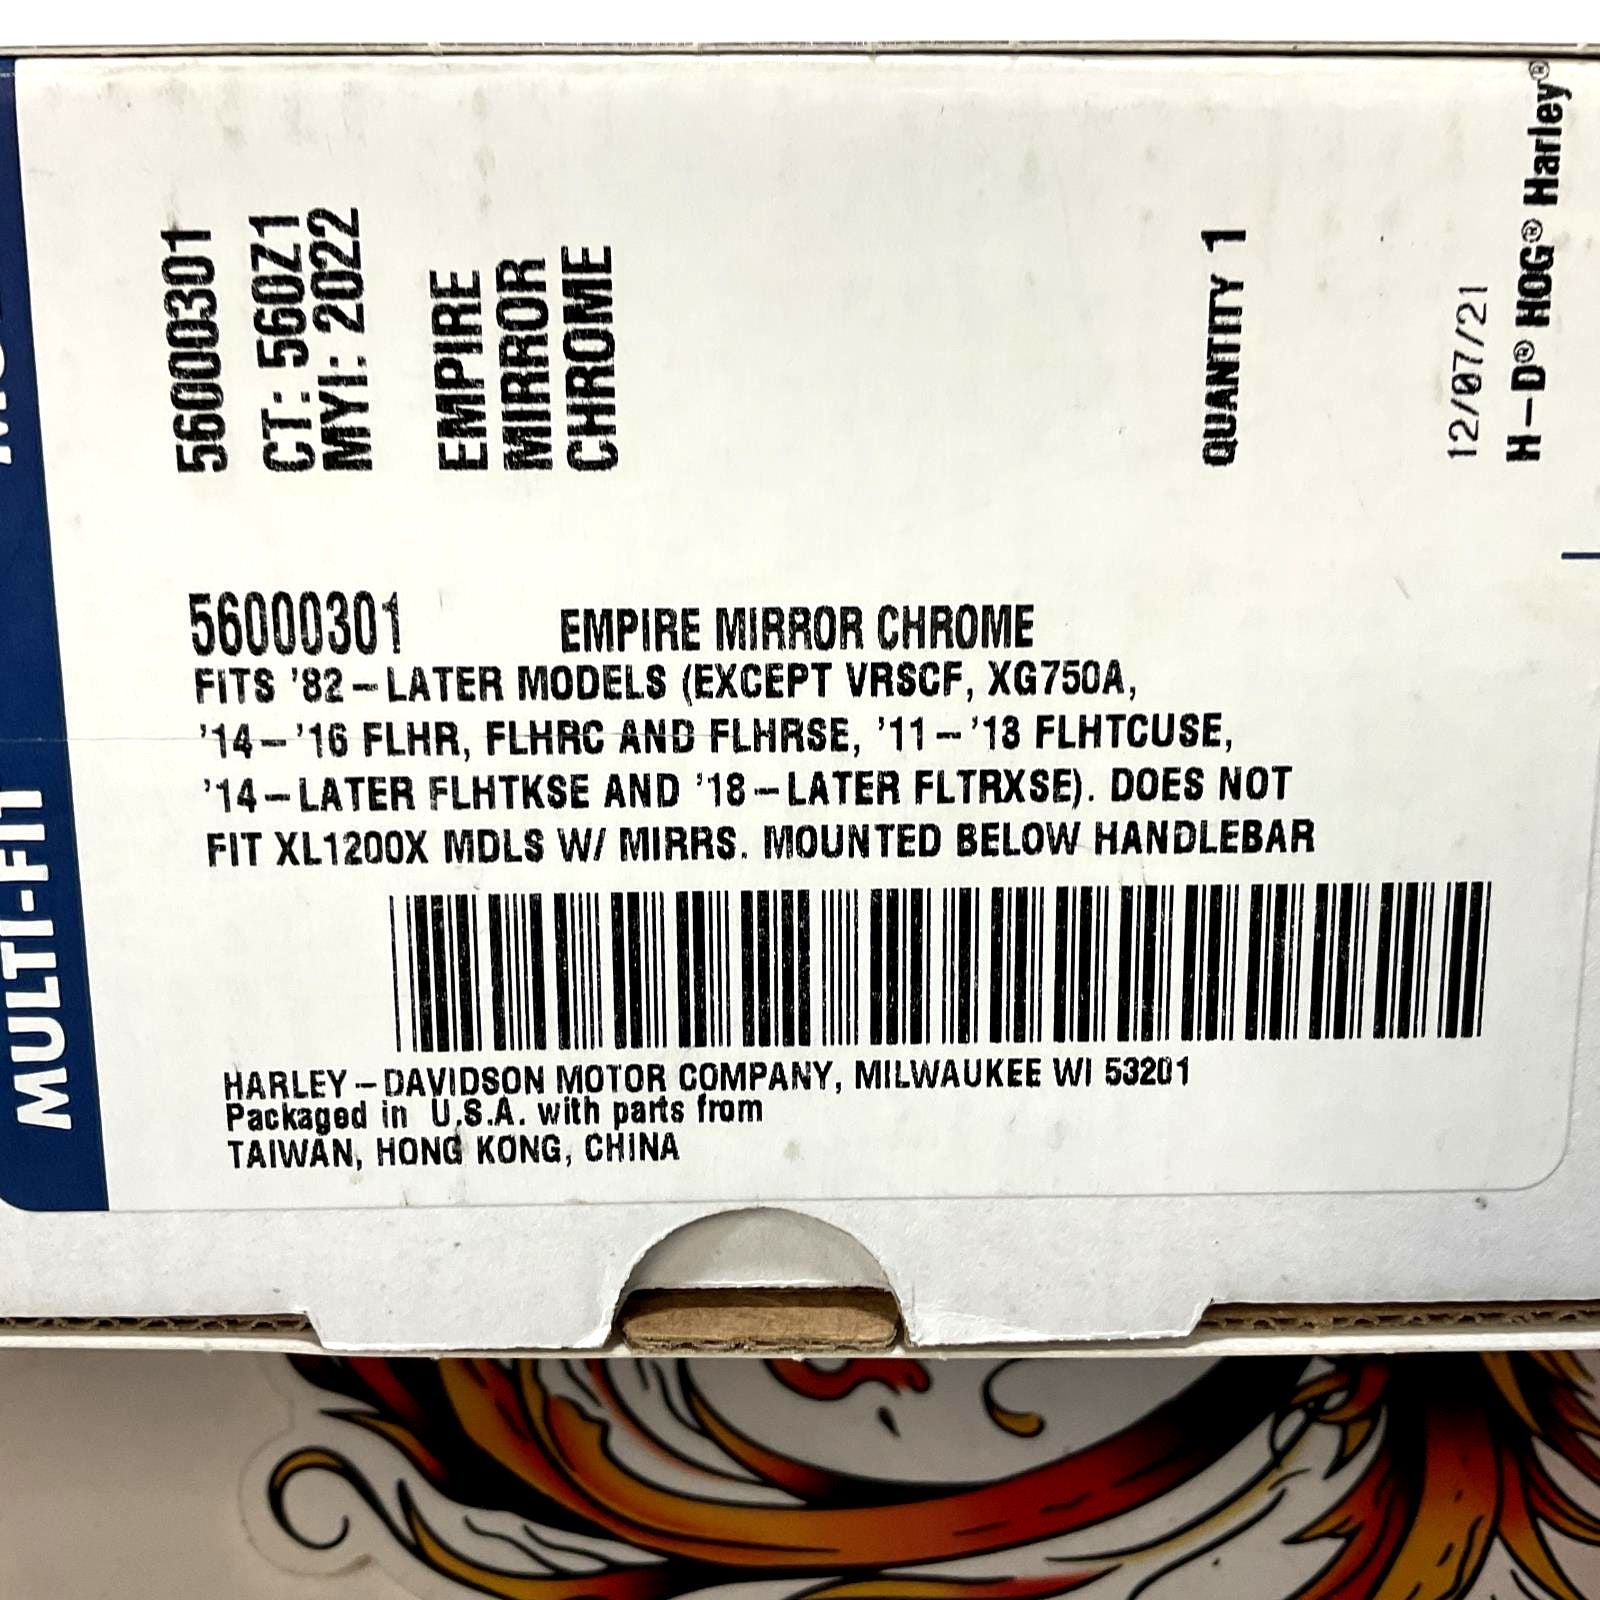 56000301
CT: 560Z1
MYI: 2022
EMPIRE
MIRROR
CHROME
QUANTITY 1
12/07/21
H-D® HOG® Harley®
56000301 EMPIRE MIRROR CHROME
FITS '82-LATER MODELS (EXCEPT VRSCF, XG750A,
'14-'16 FLHR, FLHRC AND FLHRSE, '11-'13 FLHTCUSE,
'14-LATER FLHTKSE AND '18-LATER FLTRXSE). DOES NOT
FIT XL1200X MDLS W/ MIRRS. MOUNTED BELOW HANDLEBAR
HARLEY-DAVIDSON MOTOR COMPANY, MILWAUKEE WI 53201
Packaged in U.S.A. with parts from
TAIWAN, HONG KONG, CHINA
MULTI-FIT